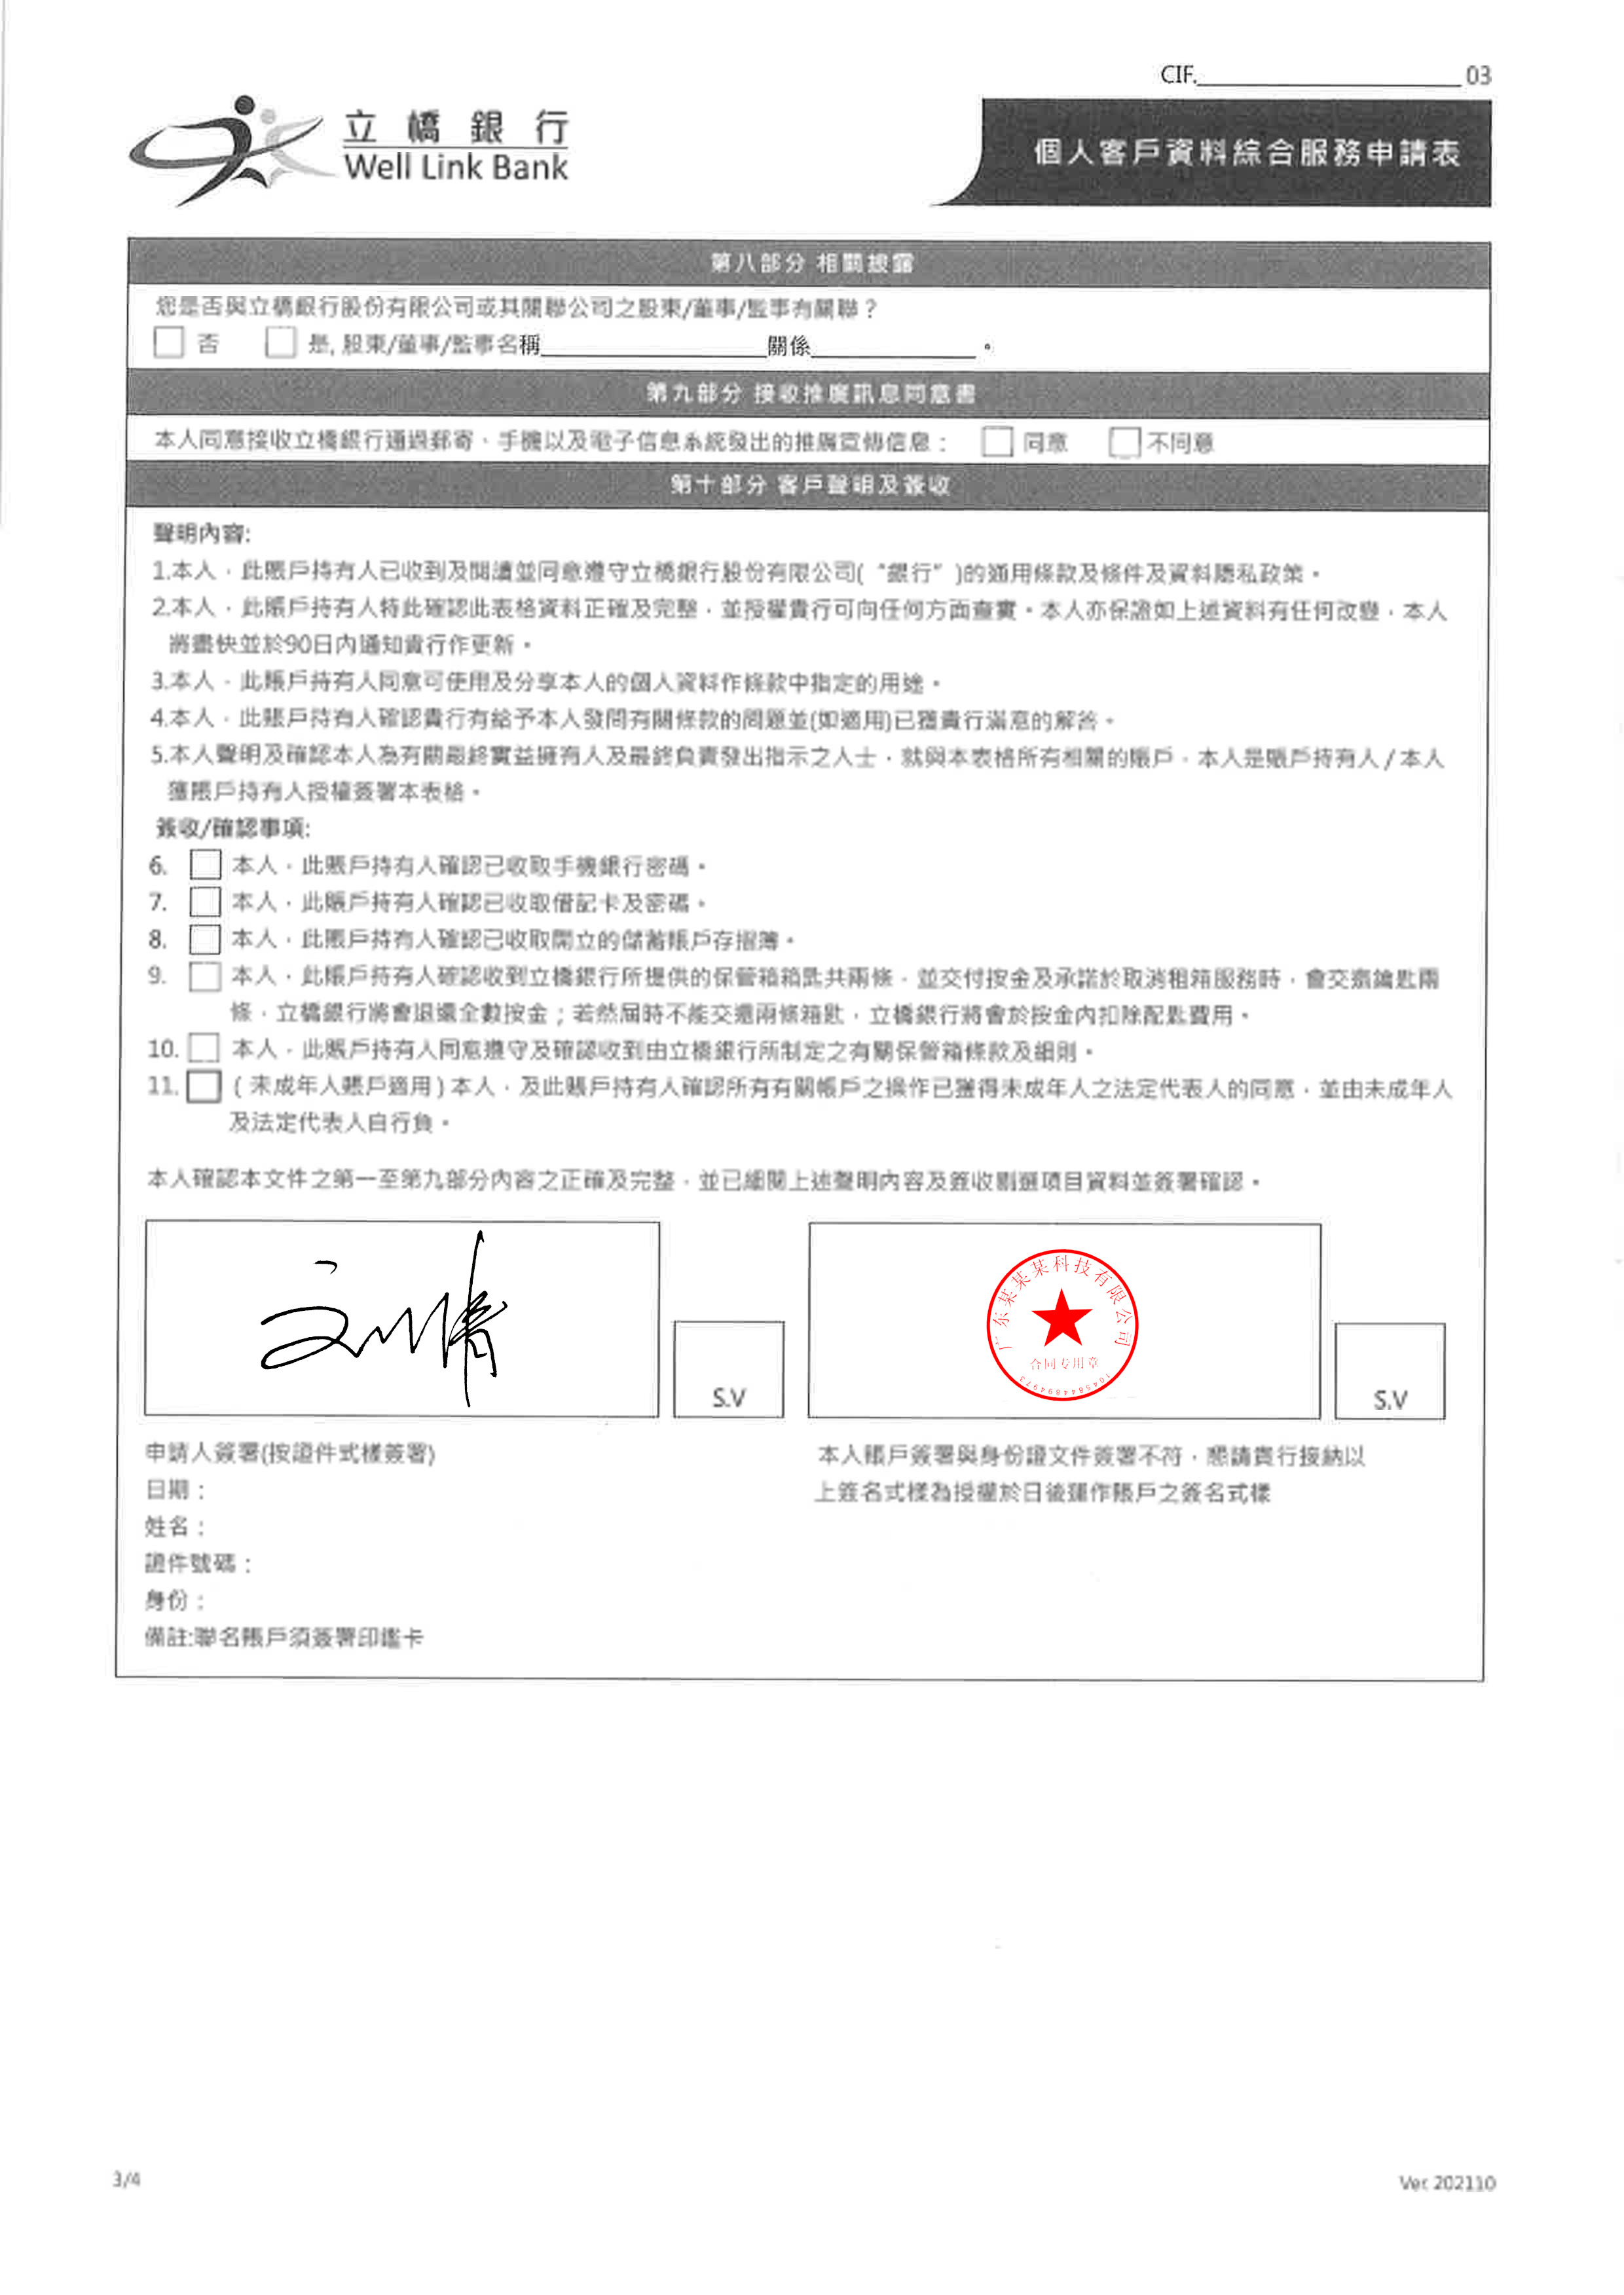 CIF.　　　　　　03
立橋銀行
Well Link Bank
個人客戶資料綜合服務申請表
第八部分 相關披露
您是否與立橋銀行股份有限公司或其關聯公司之股東/董事/監事有關聯？
否　是, 股東/董事/監事名稱　　　　關係　　　　。
第九部分 接收推廣訊息同意書
本人同意接收立橋銀行通過郵寄、手機以及電子信息系統發出的推廣宣傳信息：　同意　不同意
第十部分 客戶聲明及簽收
聲明內容:
1.本人，此賬戶持有人已收到及閱讀並同意遵守立橋銀行股份有限公司(“銀行”)的通用條款及條件及資料隱私政策。
2.本人，此賬戶持有人特此確認此表格資料正確及完整，並授權貴行可向任何方面查實。本人亦保證如上述資料有任何改變，本人
將盡快並於90日內通知貴行作更新。
3.本人，此賬戶持有人同意可使用及分享本人的個人資料作條款中指定的用途。
4.本人，此賬戶持有人確認貴行有給予本人發問有關條款的問題並(如適用)已獲貴行滿意的解答。
5.本人聲明及確認本人為有關最終實益擁有人及最終負責發出指示之人士，就與本表格所有相關的賬戶，本人是賬戶持有人/本人
獲賬戶持有人授權簽署本表格。
簽收/確認事項:
6. 本人，此賬戶持有人確認已收取手機銀行密碼。
7. 本人，此賬戶持有人確認已收取借記卡及密碼。
8. 本人，此賬戶持有人確認已收取開立的儲蓄賬戶存摺簿。
9. 本人，此賬戶持有人確認收到立橋銀行所提供的保管箱箱匙共兩條，並交付按金及承諾於取消租箱服務時，會交還鑰匙兩
條，立橋銀行將會退還全數按金；若然屆時不能交還兩條箱匙，立橋銀行將會於按金內扣除配匙費用。
10. 本人，此賬戶持有人同意遵守及確認收到由立橋銀行所制定之有關保管箱條款及細則。
11. (未成年人賬戶適用)本人，及此賬戶持有人確認所有有關帳戶之操作已獲得未成年人之法定代表人的同意，並由未成年人
及法定代表人自行負。
本人確認本文件之第一至第九部分內容之正確及完整，並已細閱上述聲明內容及簽收剔選項目資料並簽署確認。
S.V
广东某某某科技有限公司
合同专用章
1045844894973
S.V
申請人簽署(按證件式樣簽署)
日期：
姓名：
證件號碼：
身份：
備註:聯名賬戶須簽署印鑑卡
本人賬戶簽署與身份證文件簽署不符，懇請貴行接納以
上簽名式樣為授權於日後運作賬戶之簽名式樣
3/4
Ver. 202110